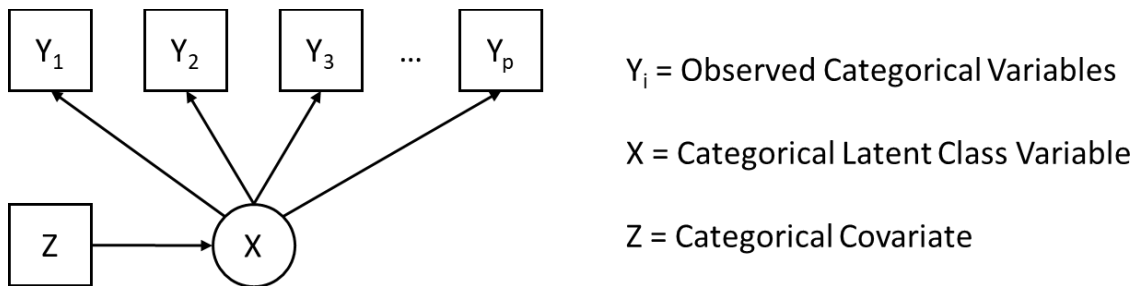 Y₁ Y₂ Y₃ ... Yₚ
Yᵢ = Observed Categorical Variables
X = Categorical Latent Class Variable
Z X
Z = Categorical Covariate